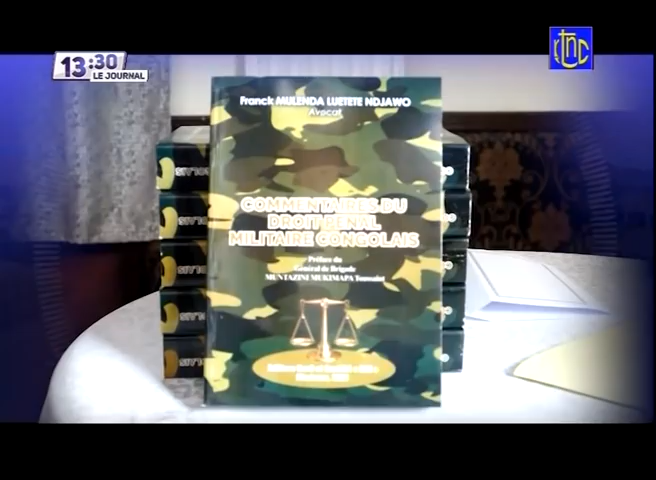 13:30
LE JOURNAL
rtnc
Franck MULENDA LUETETE NDJAWO
Avocat
COMMENTAIRES DU
DROIT PENAL
MILITAIRE CONGOLAIS
Préface du
Général de Brigade
MUNTAZINI MUKIMAPA Toussaint